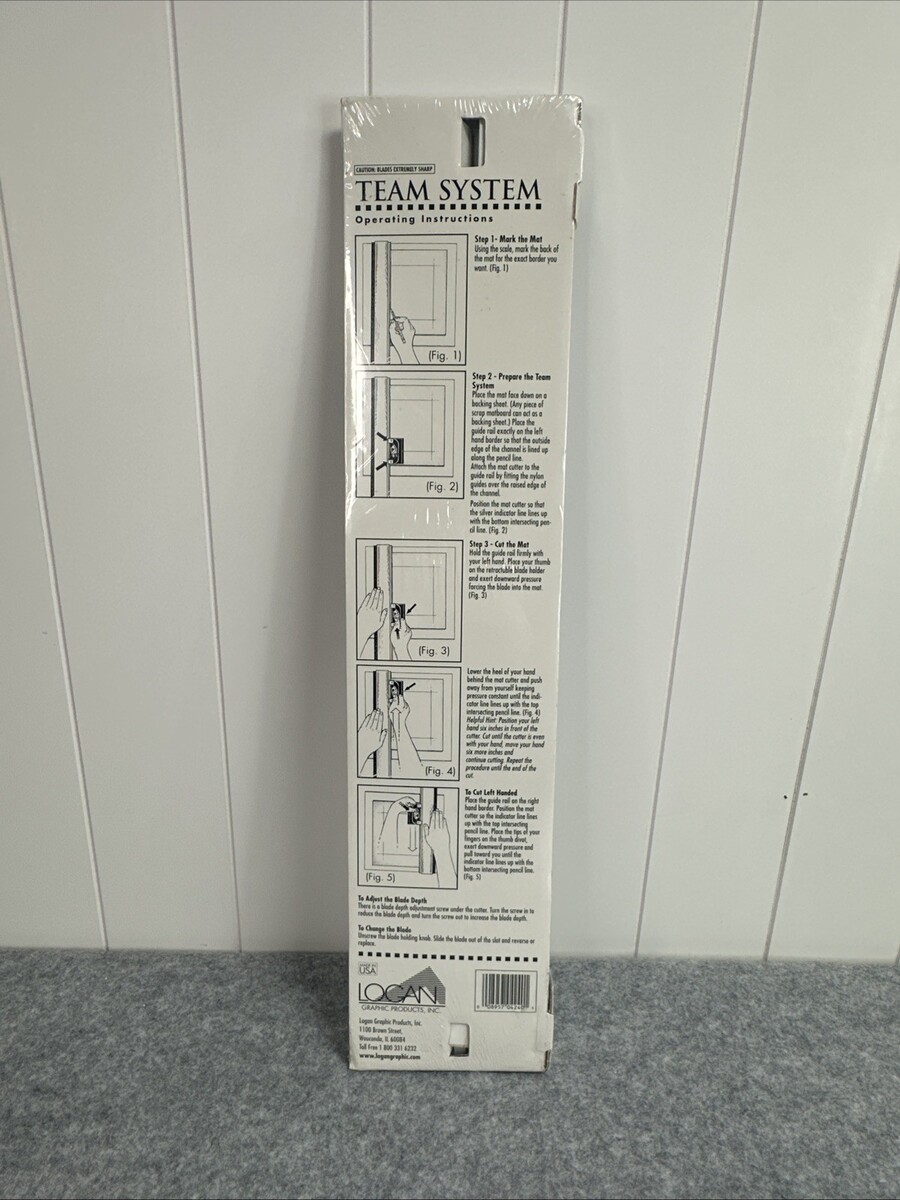 CAUTION: BLADES EXTREMELY SHARP
TEAM SYSTEM
Operating Instructions
Step 1- Mark the Mat
Using the scale, mark the back of
the mat for the exact border you
want. (Fig. 1)
(Fig. 1)
Step 2 - Prepare the Team
System
Place the mat face down on a
backing sheet. (Any piece of
scrap matboard can act as a
backing sheet.) Place the
guide rail exactly on the left
hand border so that the outside
edge of the channel is lined up
along the pencil line.
Attach the mat cutter to the
guide rail by fitting the nylon
guides over the raised edge of
the channel.
Position the mat cutter so that
the silver indicator line lines up
with the bottom intersecting pen-
cil line. (Fig. 2)
(Fig. 2)
Step 3 - Cut the Mat
Hold the guide rail firmly with
your left hand. Place your thumb
on the retractable blade holder
and exert downward pressure
forcing the blade into the mat.
(Fig. 3)
(Fig. 3)
Lower the heel of your hand
behind the mat cutter and push
away from yourself keeping
pressure constant until the indi-
cator line lines up with the top
intersecting pencil line. (Fig. 4)
Helpful Hint: Position your left
hand six inches in front of the
cutter. Cut until the cutter is even
with your hand, move your hand
six more inches and
continue cutting. Repeat the
procedure until the end of the
cut.
(Fig. 4)
To Cut Left Handed
Place the guide rail on the right
hand border. Position the mat
cutter so the indicator line lines
up with the top intersecting
pencil line. Place the tips of your
fingers on the thumb divot,
exert downward pressure and
pull toward you until the
indicator line lines up with the
bottom intersecting pencil line.
(Fig. 5)
(Fig. 5)
To Adjust the Blade Depth
There is a blade depth adjustment screw under the cutter. Turn the screw in to
reduce the blade depth and turn the screw out to increase the blade depth.
To Change the Blade
Unscrew the blade holding knob. Slide the blade out of the slot and reverse or
replace.
MADE IN
USA
LOGAN
GRAPHIC PRODUCTS, INC.
Logan Graphic Products, Inc.
1100 Brown Street,
Wauconda, IL 60084
Toll Free 1 800 331 6232
www.logangraphic.com